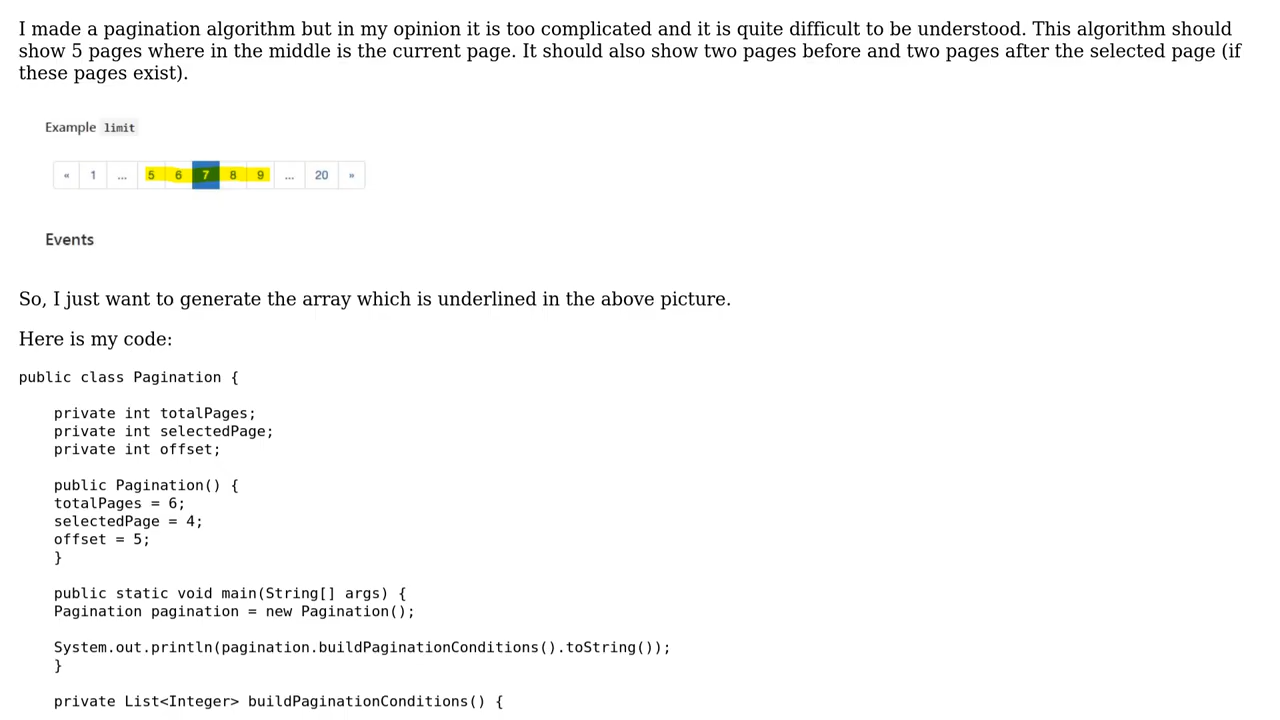 I made a pagination algorithm but in my opinion it is too complicated and it is quite difficult to be understood. This algorithm should
show 5 pages where in the middle is the current page. It should also show two pages before and two pages after the selected page (if
these pages exist).
Example limit
« 1 ... 5 6 7 8 9 ... 20 »
Events
So, I just want to generate the array which is underlined in the above picture.
Here is my code:
public class Pagination {
private int totalPages;
private int selectedPage;
private int offset;
public Pagination() {
totalPages = 6;
selectedPage = 4;
offset = 5;
}
public static void main(String[] args) {
Pagination pagination = new Pagination();
System.out.println(pagination.buildPaginationConditions().toString());
}
private List<Integer> buildPaginationConditions() {